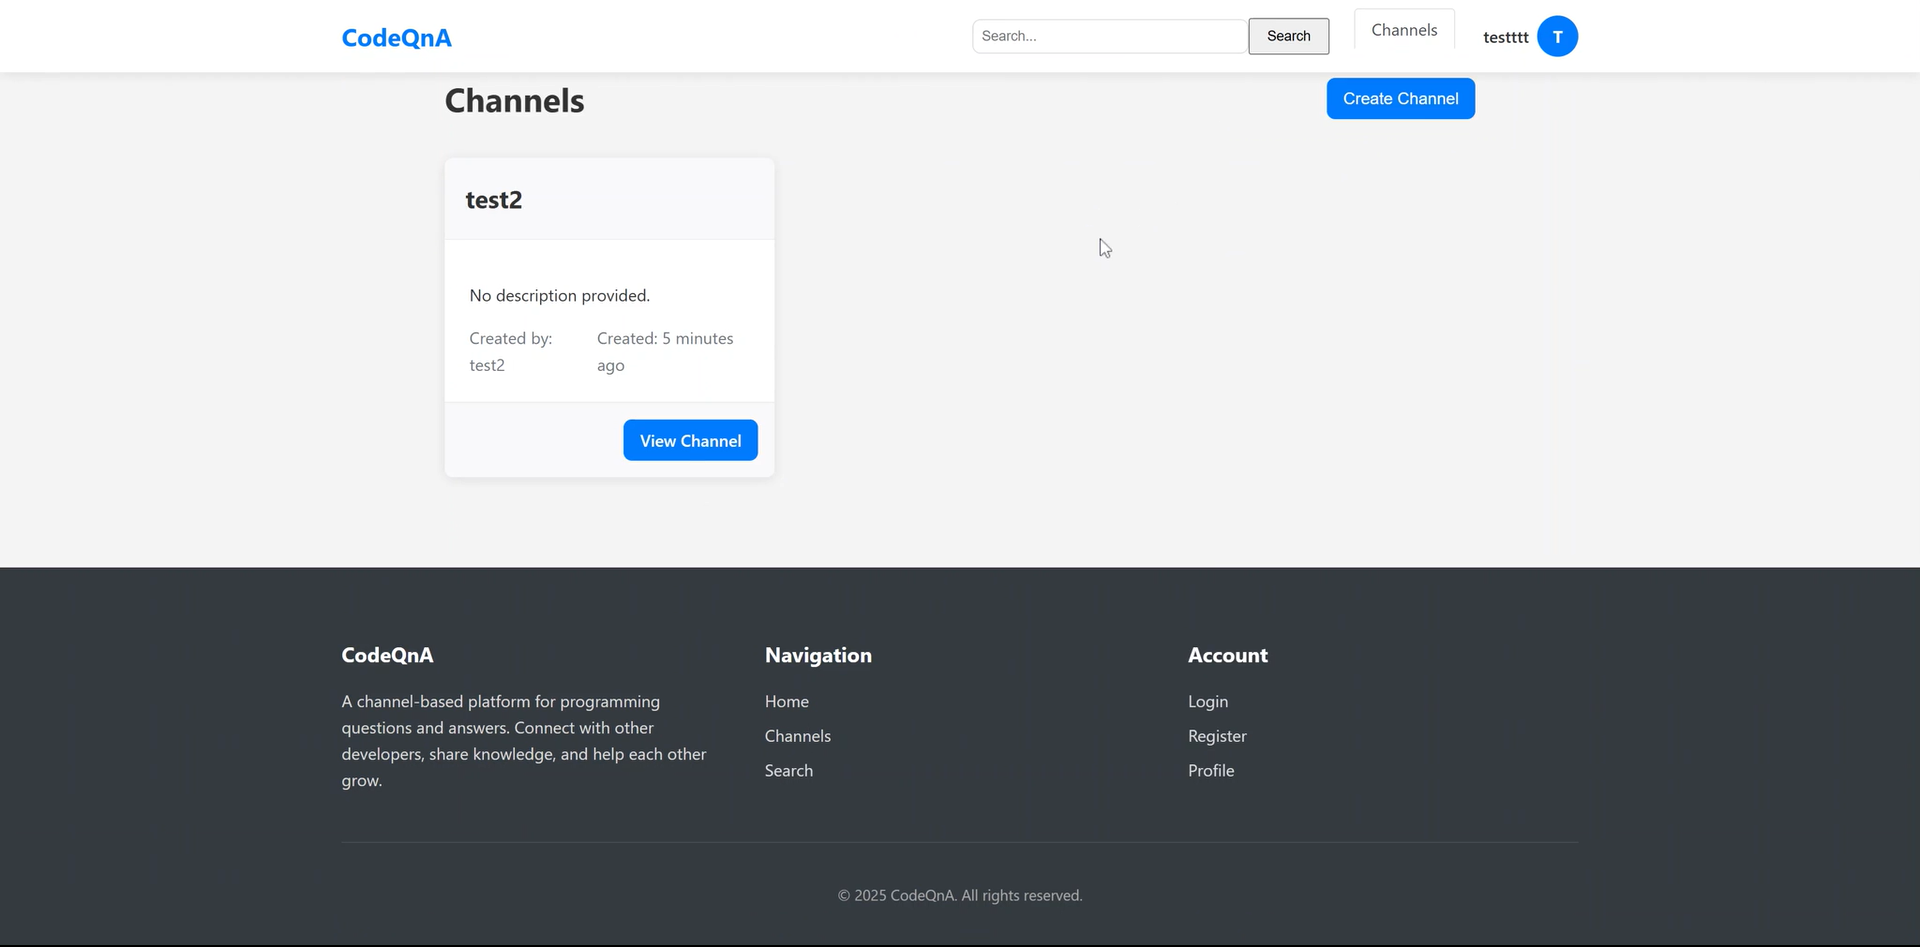 CodeQnA
Search...
Search
Channels
testttt
T
Channels
Create Channel
test2
No description provided.
Created by:
test2
Created: 5 minutes
ago
View Channel
CodeQnA
A channel-based platform for programming
questions and answers. Connect with other
developers, share knowledge, and help each other
grow.
Navigation
Home
Channels
Search
Account
Login
Register
Profile
© 2025 CodeQnA. All rights reserved.